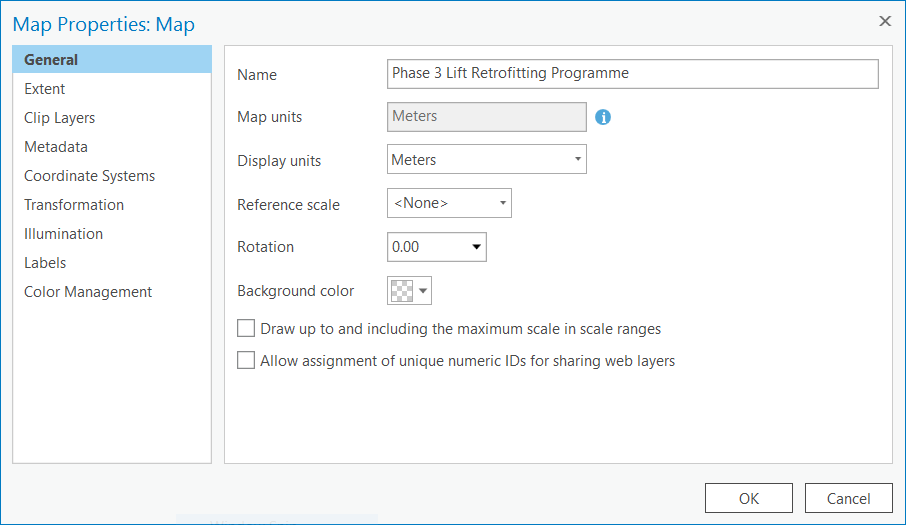 Map Properties: Map
General
Extent
Clip Layers
Metadata
Coordinate Systems
Transformation
Illumination
Labels
Color Management
Name
Phase 3 Lift Retrofitting Programme
Map units
Meters
Display units
Meters
Reference scale
<None>
Rotation
0.00
Background color
Draw up to and including the maximum scale in scale ranges
Allow assignment of unique numeric IDs for sharing web layers
OK
Cancel